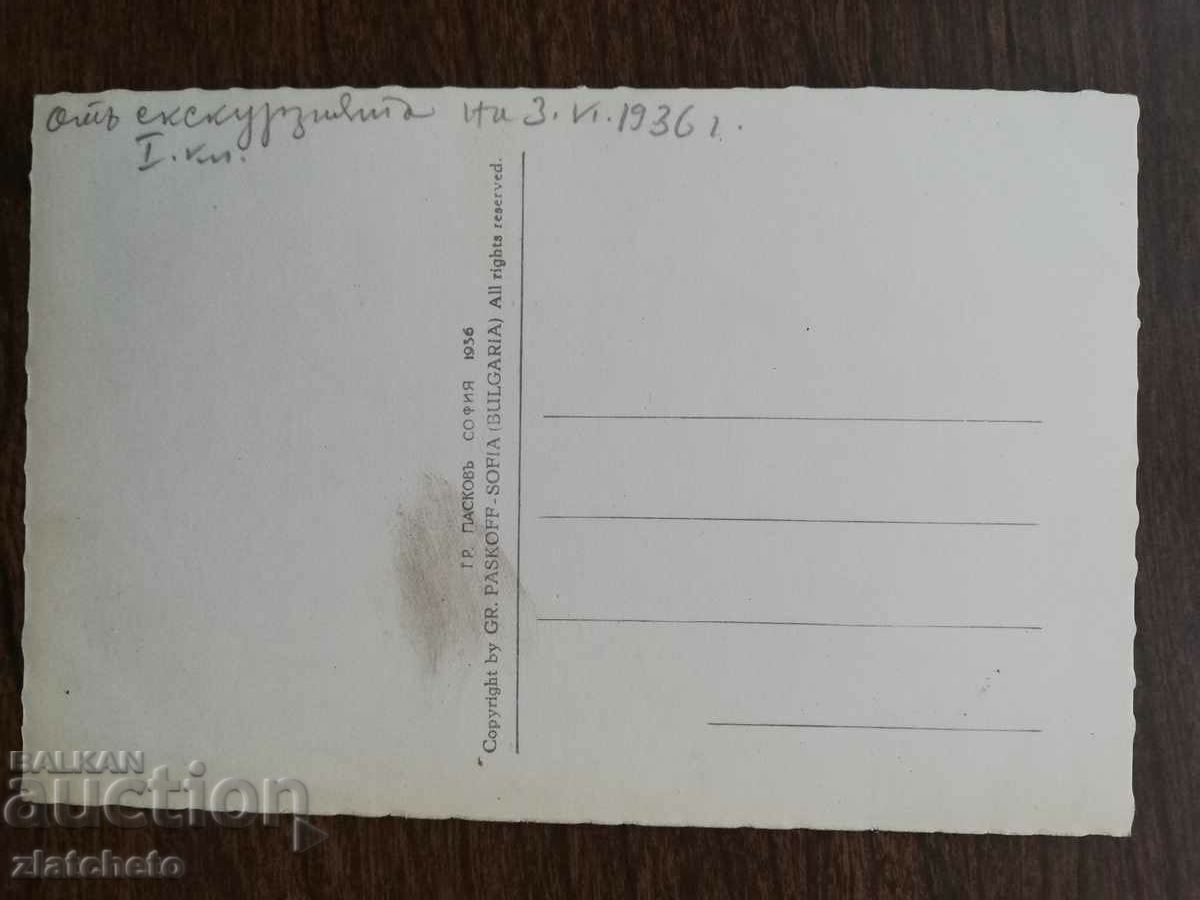 отъ екскурзията на 3. VI. 1936 г.
I. кл.
ГР. ПАСКОВЪ СОФИЯ 1936
Copyright by GR. PASKOFF - SOFIA (BULGARIA) All rights reserved.
BALKAN
auction
zlatcheto